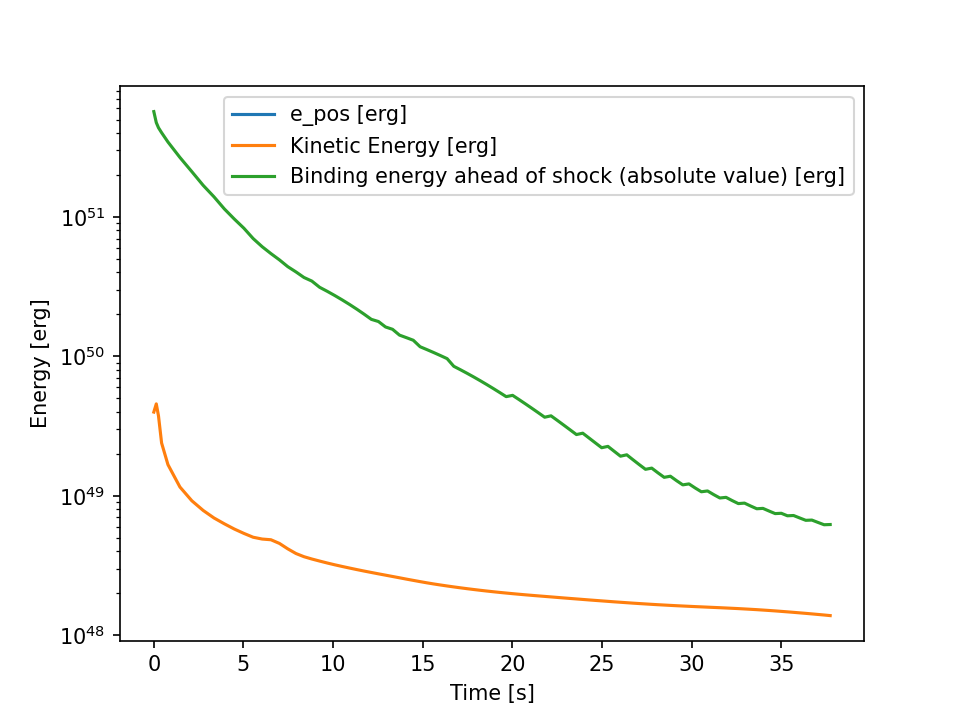 e_pos [erg]
Kinetic Energy [erg]
Binding energy ahead of shock (absolute value) [erg]
10^51
10^50
10^49
10^48
Energy [erg]
0 5 10 15 20 25 30 35
Time [s]